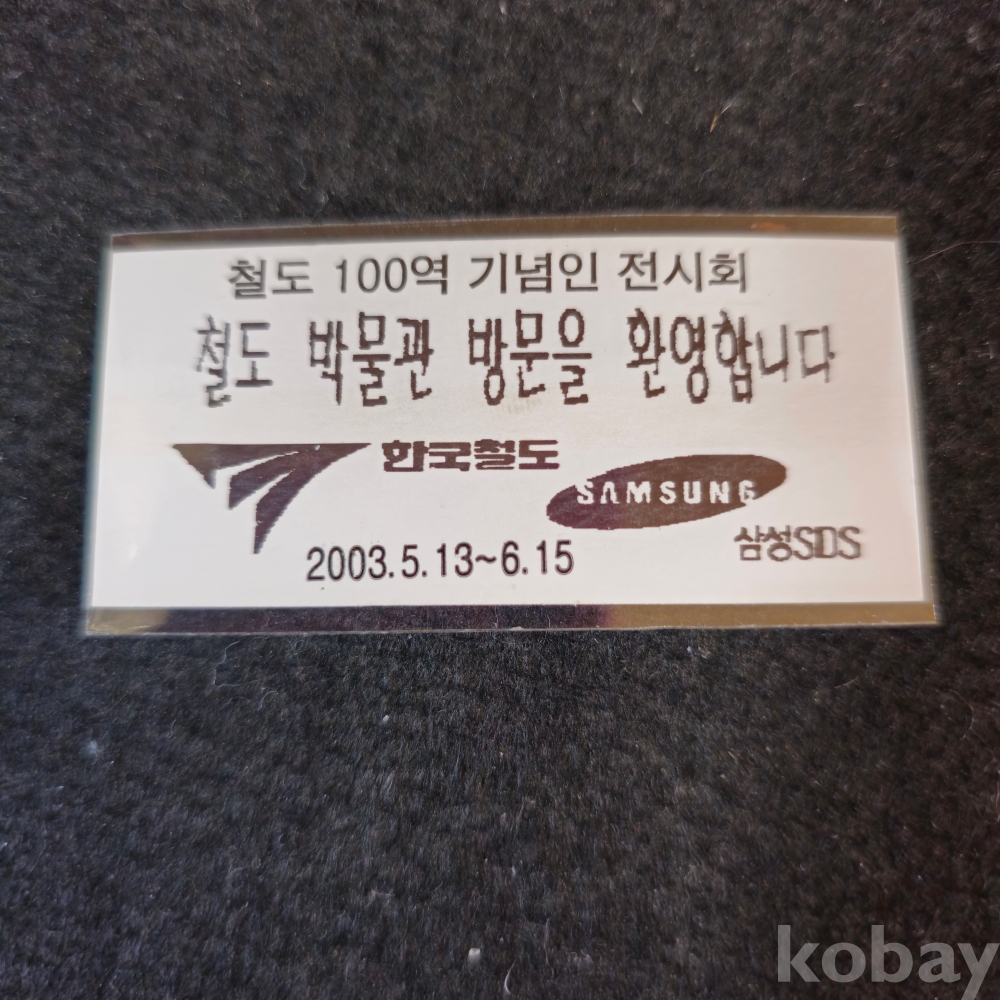 철도 100역 기념인 전시회
철도 박물관 방문을 환영합니다
한국철도
SAMSUNG
삼성SDS
2003.5.13~6.15
kobay